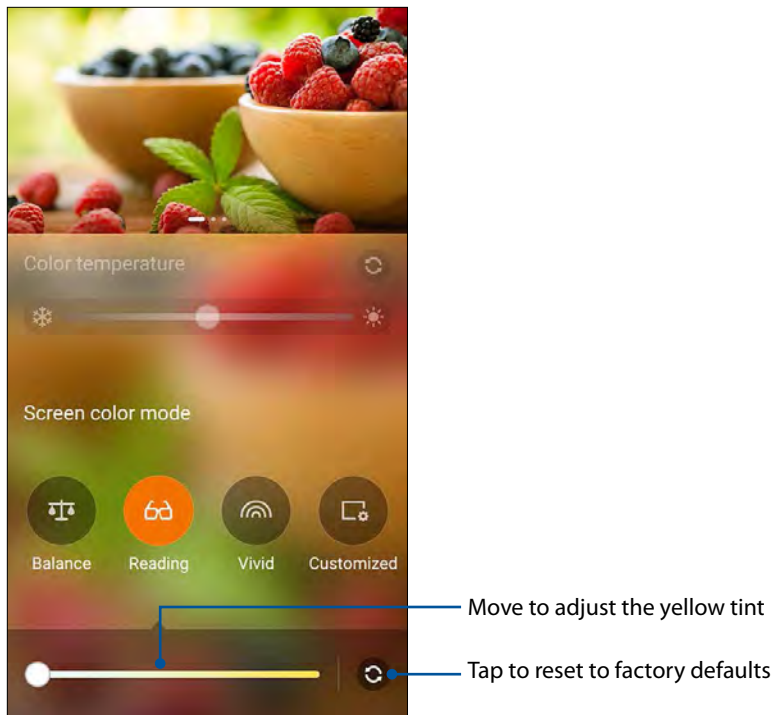 Color temperature
Screen color mode
Balance Reading Vivid Customized
Move to adjust the yellow tint
Tap to reset to factory defaults